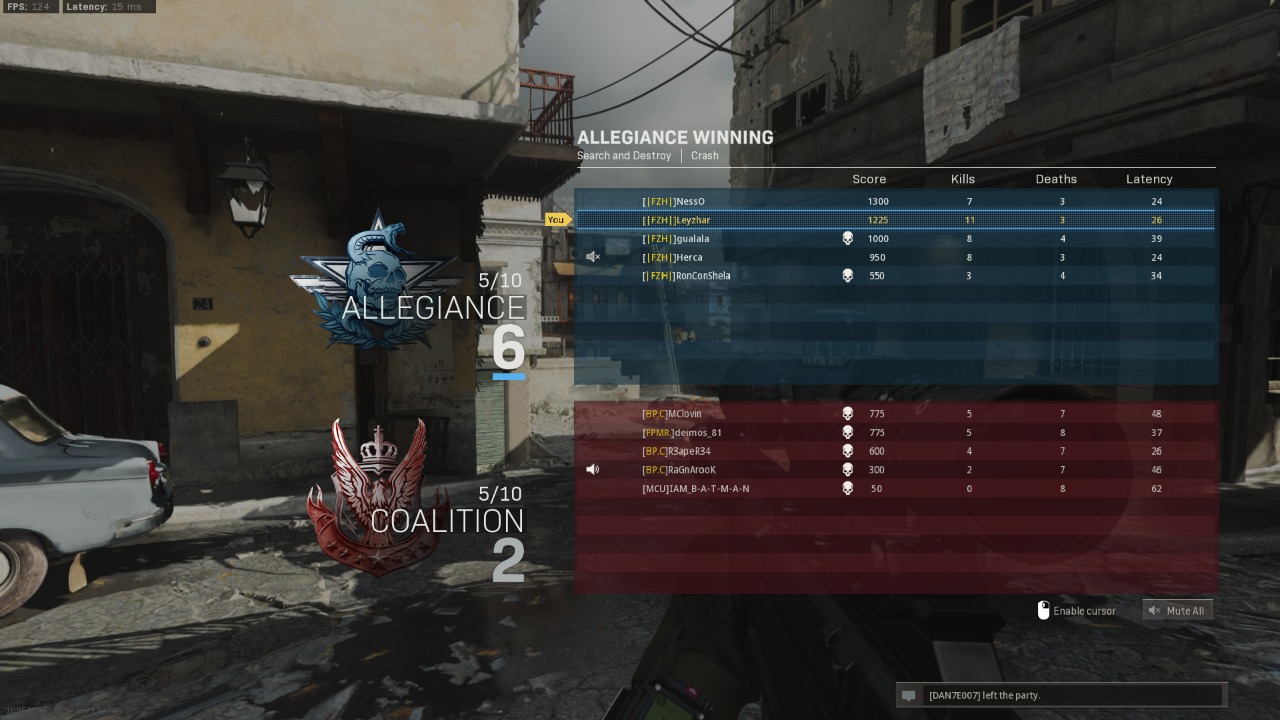 FPS: 124 Latency: 15 ms
ALLEGIANCE WINNING
Search and Destroy | Crash
Score Kills Deaths Latency
[|FZH|]NessO 1300 7 3 24
You [|FZH|]Leyzhar 1225 11 3 26
[|FZH|]gualala 1000 8 4 39
[|FZH|]Herca 950 8 3 24
[|FZH|]RonConShela 550 3 4 34
5/10
ALLEGIANCE
6
[BP.C]MClovin 775 5 7 48
[FPMR.]deimos_81 775 5 8 37
[BP.C]R3apeR34 600 4 7 26
[BP.C]RaGnArooK 300 2 7 46
[MCU]IAM_B-A-T-M-A-N 50 0 8 62
5/10
COALITION
2
24
Enable cursor Mute All
[DAN7E007] left the party.